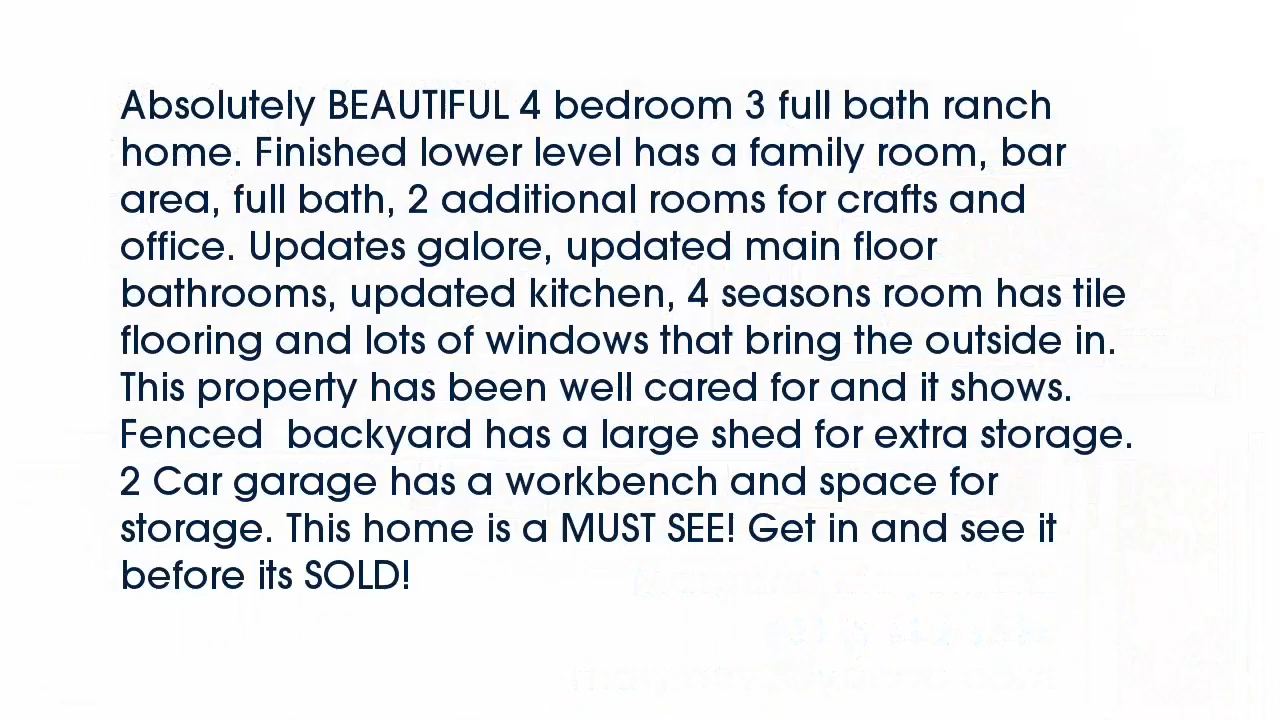 Absolutely BEAUTIFUL 4 bedroom 3 full bath ranch
home. Finished lower level has a family room, bar
area, full bath, 2 additional rooms for crafts and
office. Updates galore, updated main floor
bathrooms, updated kitchen, 4 seasons room has tile
flooring and lots of windows that bring the outside in.
This property has been well cared for and it shows.
Fenced  backyard has a large shed for extra storage.
2 Car garage has a workbench and space for
storage. This home is a MUST SEE! Get in and see it
before its SOLD!